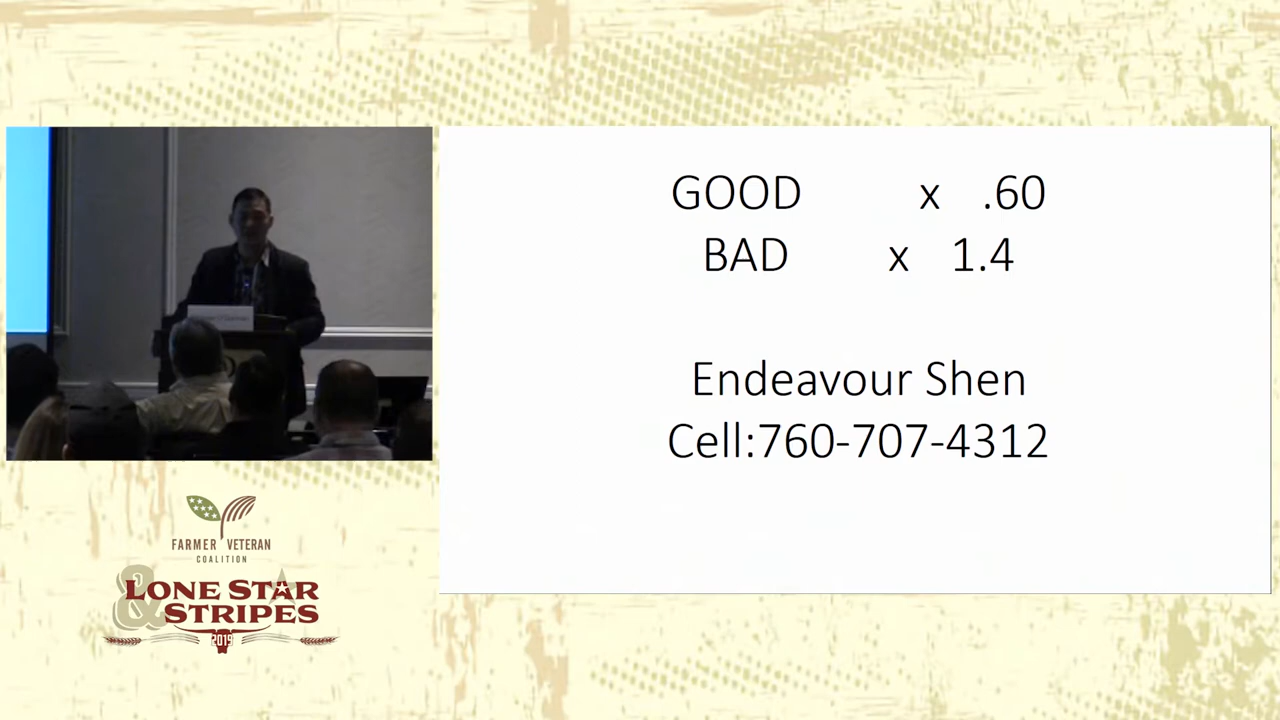 GOOD x .60
BAD x 1.4
Endeavour Shen
Cell:760-707-4312
FARMER VETERAN
COALITION
& LONE STAR
STRIPES
2019